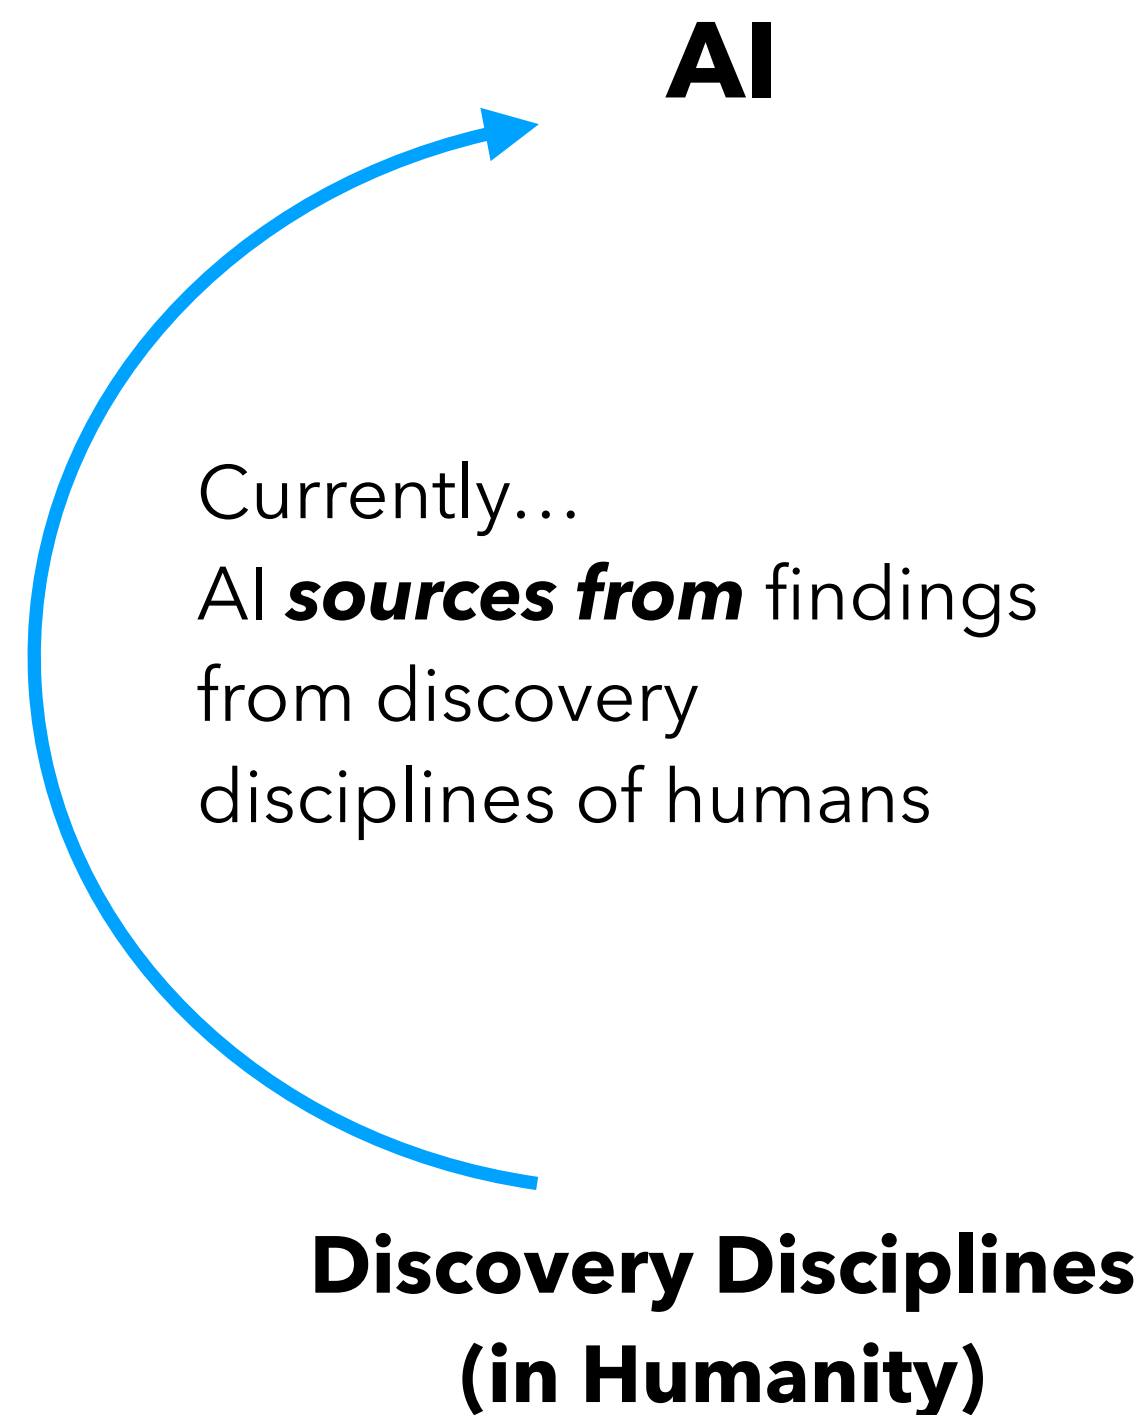 AI
Currently…
AI sources from findings
from discovery
disciplines of humans
Discovery Disciplines
(in Humanity)